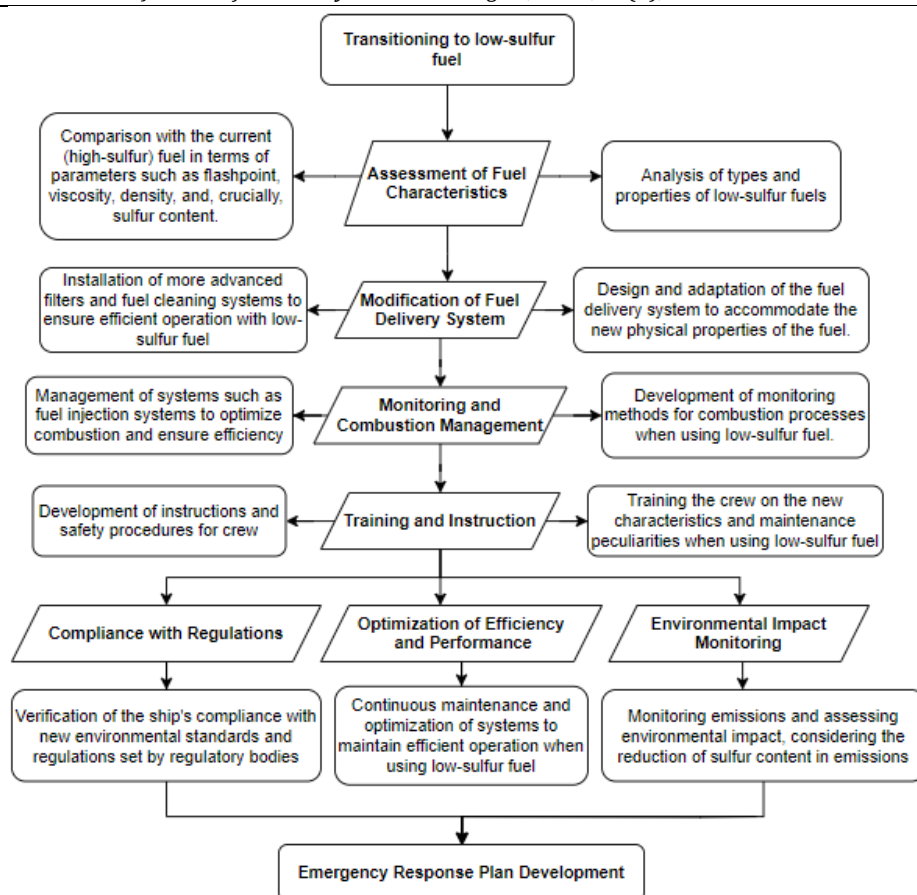 Transitioning to low-sulfur
fuel
Comparison with the current
(high-sulfur) fuel in terms of
parameters such as flashpoint,
viscosity, density, and, crucially,
sulfur content.
Assessment of Fuel
Characteristics
Analysis of types and
properties of low-sulfur fuels
Installation of more advanced
filters and fuel cleaning systems to
ensure efficient operation with low-
sulfur fuel
Modification of Fuel
Delivery System
Design and adaptation of the fuel
delivery system to accommodate the
new physical properties of the fuel.
Management of systems such as
fuel injection systems to optimize
combustion and ensure efficiency
Monitoring and
Combustion Management
Development of monitoring
methods for combustion processes
when using low-sulfur fuel.
Development of instructions and
safety procedures for crew
Training and Instruction
Training the crew on the new
characteristics and maintenance
peculiarities when using low-sulfur fuel
Compliance with Regulations
Optimization of Efficiency
and Performance
Environmental Impact
Monitoring
Verification of the ship's compliance with
new environmental standards and
regulations set by regulatory bodies
Continuous maintenance and
optimization of systems to
maintain efficient operation when
using low-sulfur fuel
Monitoring emissions and assessing
environmental impact, considering the
reduction of sulfur content in emissions
Emergency Response Plan Development